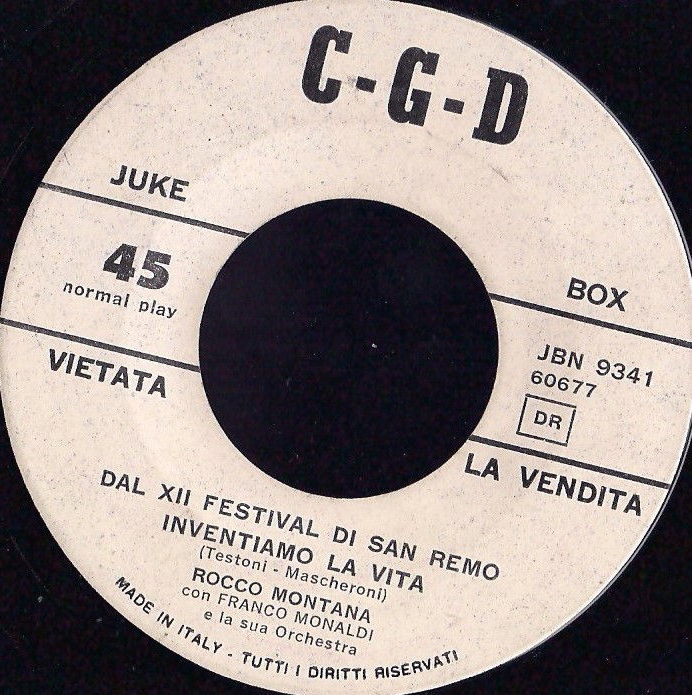 C-G-D
JUKE BOX
45
normal play
JBN 9341
60677
DR
VIETATA LA VENDITA
DAL XII FESTIVAL DI SAN REMO
INVENTIAMO LA VITA
(Testoni - Mascheroni)
ROCCO MONTANA
con FRANCO MONALDI
e la sua Orchestra
MADE IN ITALY - TUTTI I DIRITTI RISERVATI